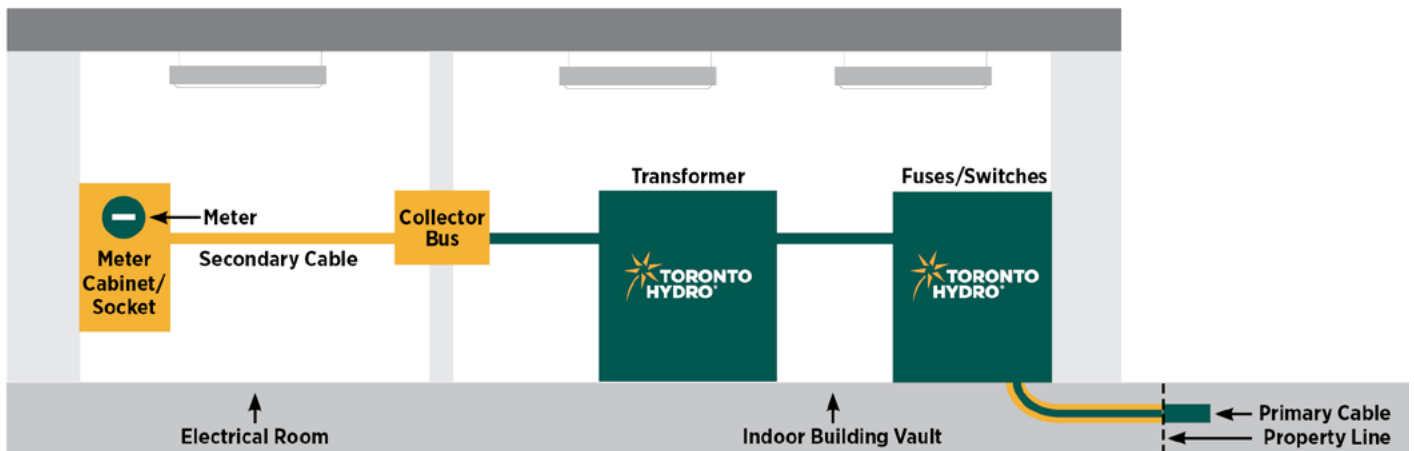 Transformer
Fuses/Switches
Meter
Collector
Bus
Meter
Cabinet/
Socket
Secondary Cable
TORONTO
HYDRO®
TORONTO
HYDRO®
Electrical Room
Indoor Building Vault
Primary Cable
Property Line